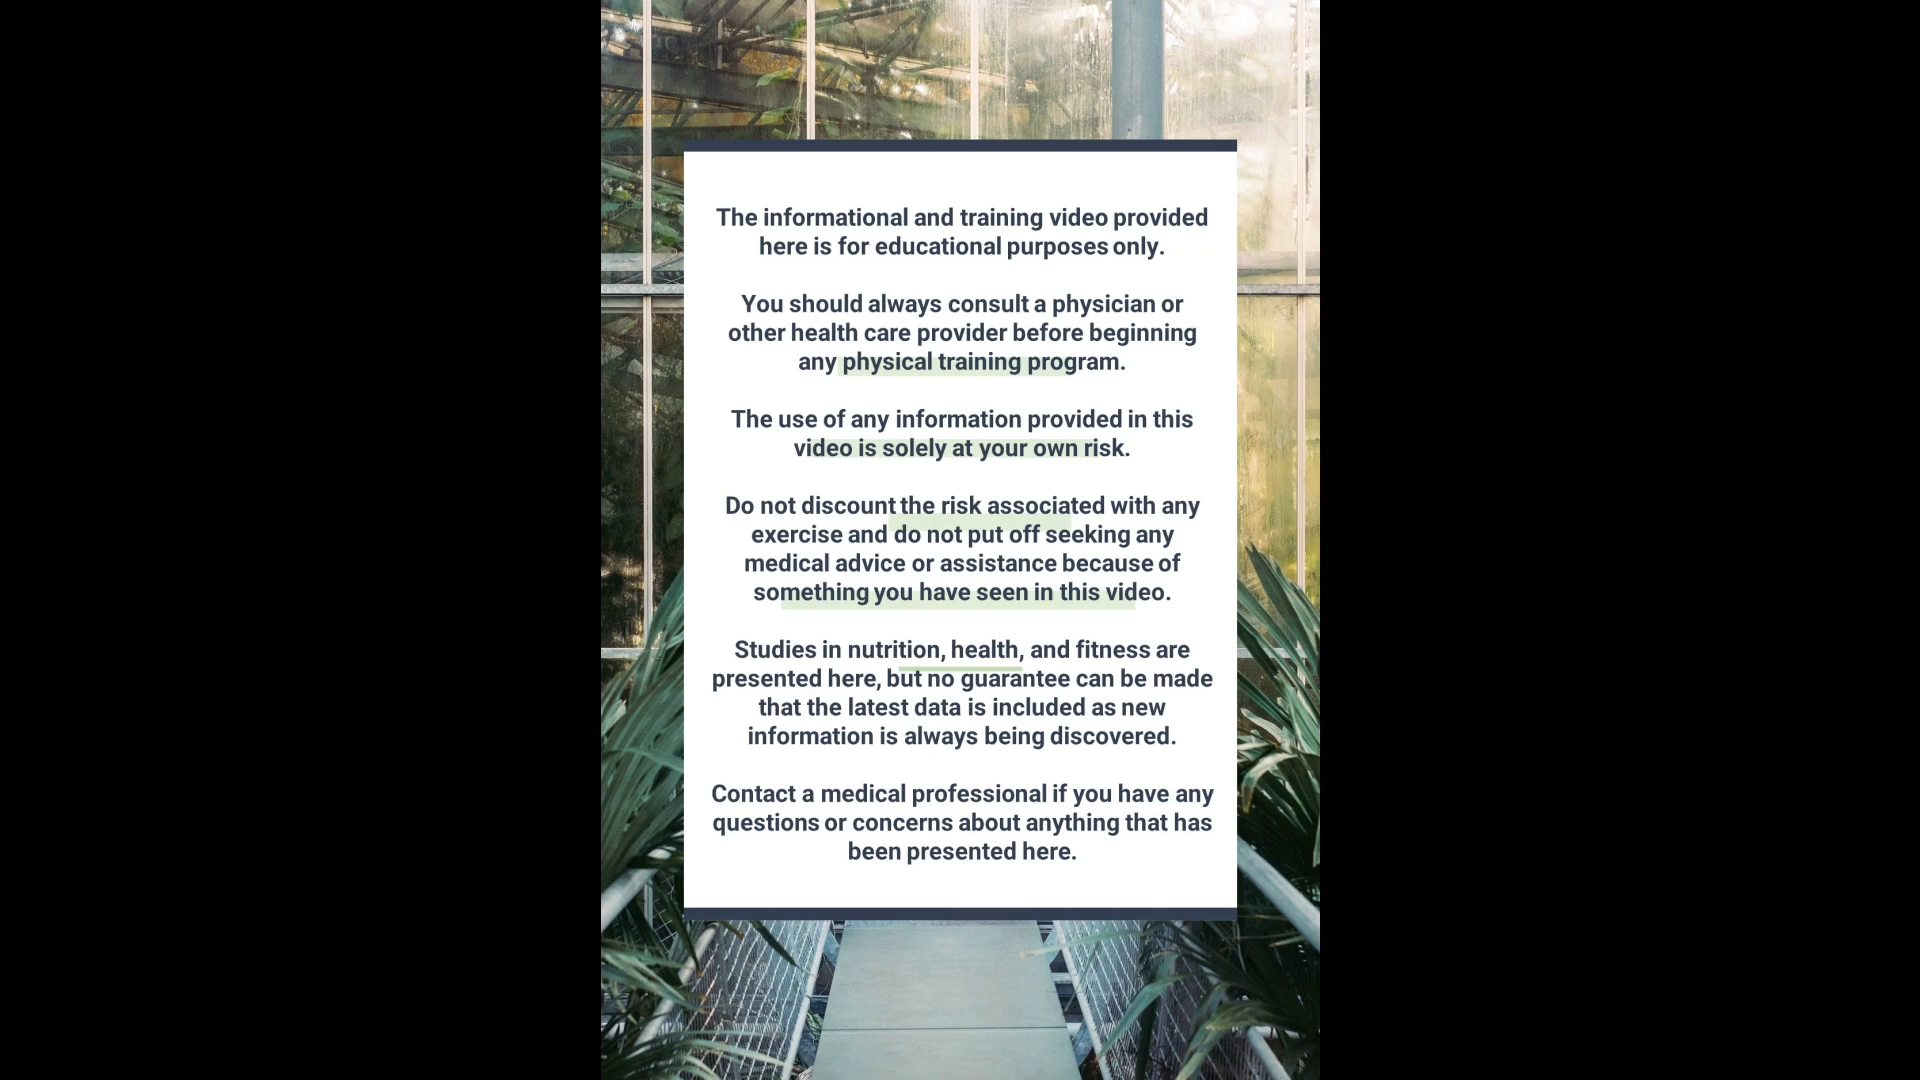 The informational and training video provided
here is for educational purposes only.
You should always consult a physician or
other health care provider before beginning
any physical training program.
The use of any information provided in this
video is solely at your own risk.
Do not discount the risk associated with any
exercise and do not put off seeking any
medical advice or assistance because of
something you have seen in this video.
Studies in nutrition, health, and fitness are
presented here, but no guarantee can be made
that the latest data is included as new
information is always being discovered.
Contact a medical professional if you have any
questions or concerns about anything that has
been presented here.